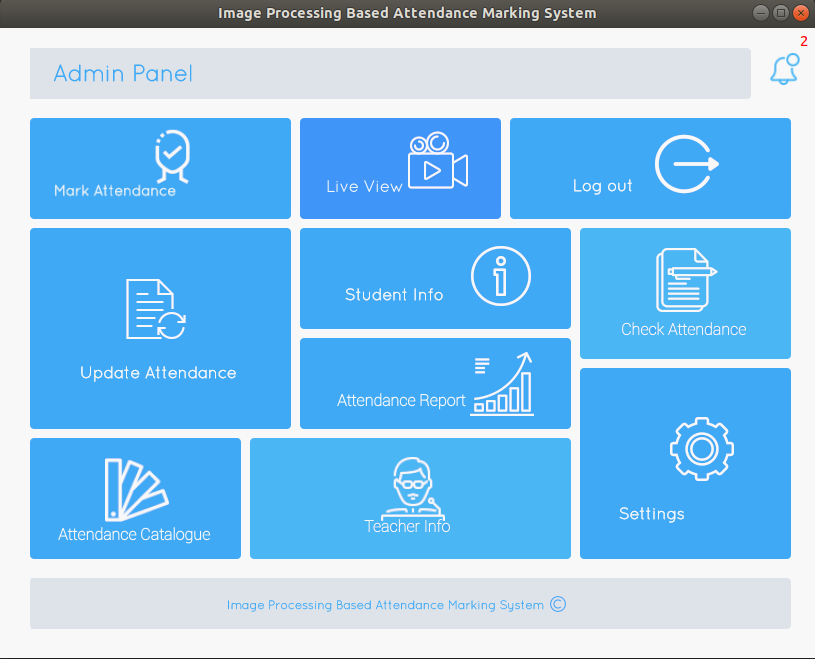 Image Processing Based Attendance Marking System
2
Admin Panel
Mark Attendance
Live View
Log out
Update Attendance
Student Info
Check Attendance
Attendance Report
Attendance Catalogue
Teacher Info
Settings
Image Processing Based Attendance Marking System ©